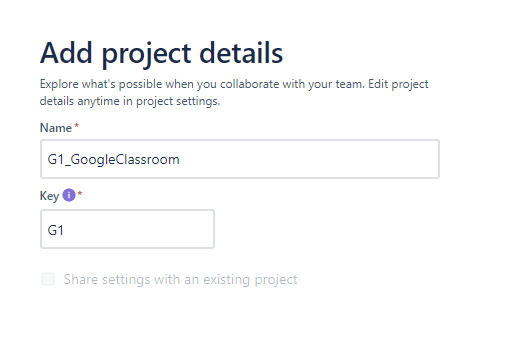 Add project details
Explore what's possible when you collaborate with your team. Edit project
details anytime in project settings.
Name *
G1_GoogleClassroom
Key i *
G1
Share settings with an existing project